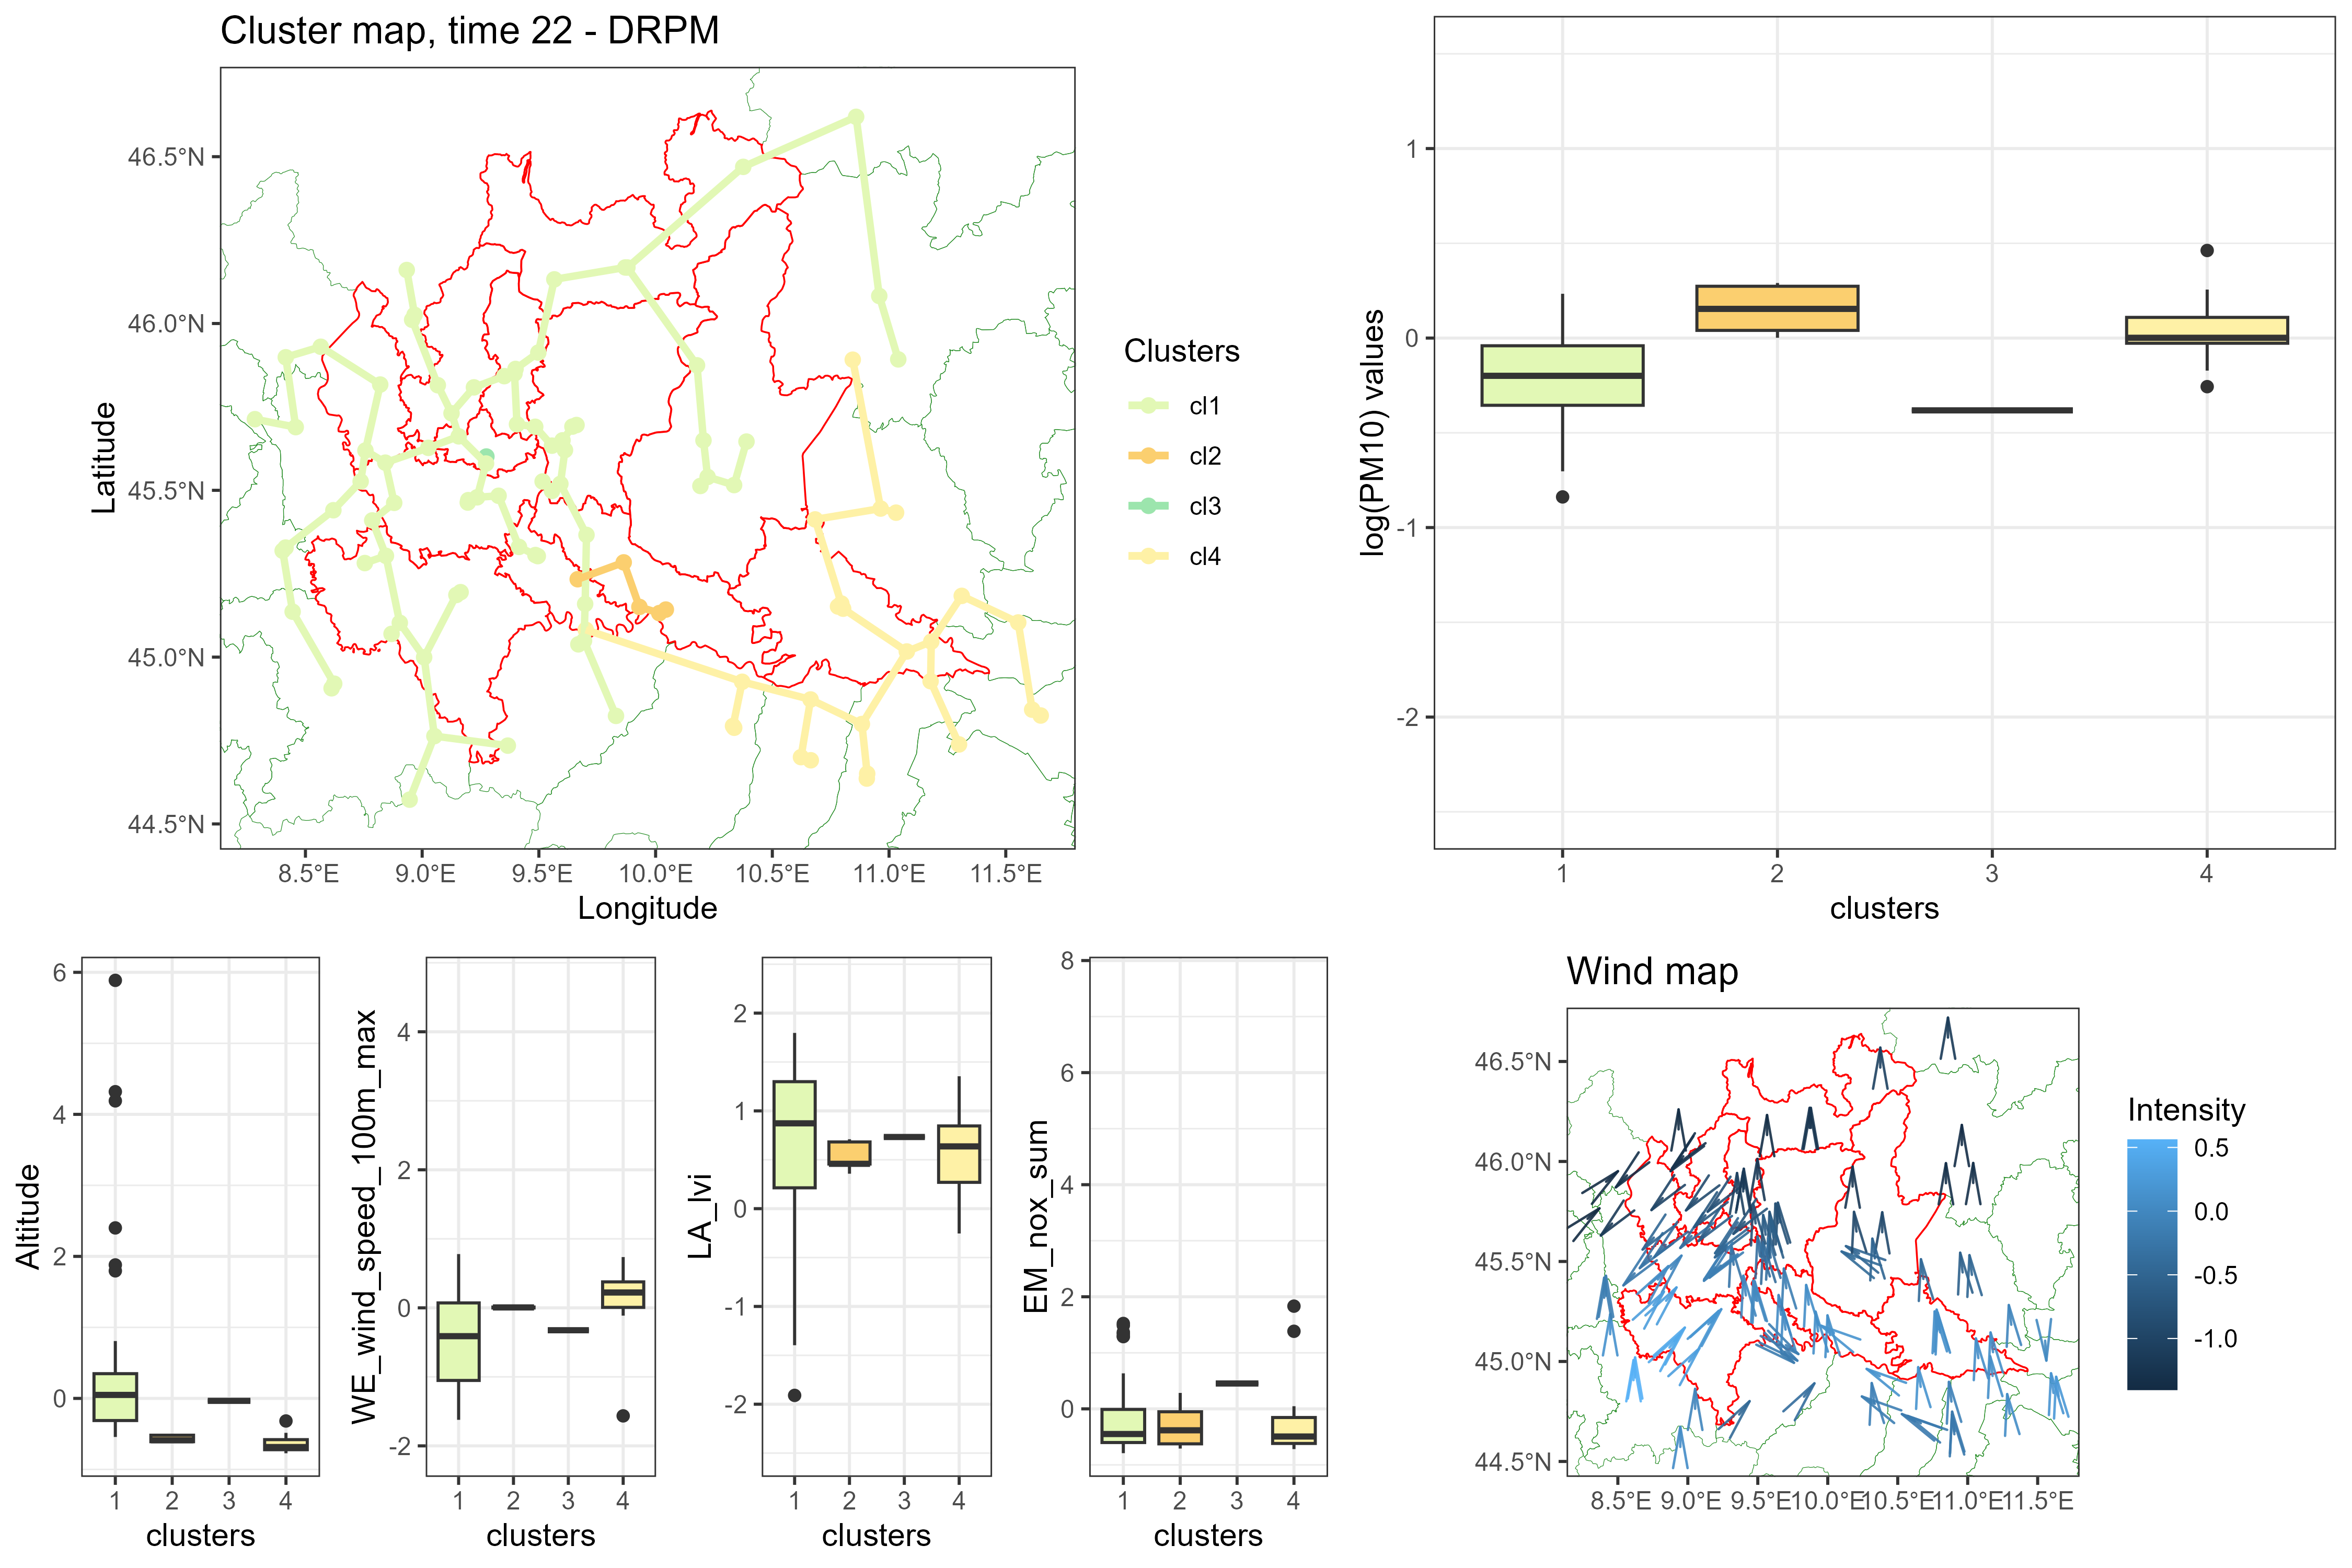 Cluster map, time 22 - DRPM
Latitude
46.5°N
46.0°N
45.5°N
45.0°N
44.5°N
8.5°E 9.0°E 9.5°E 10.0°E 10.5°E 11.0°E 11.5°E
Longitude
Clusters
cl1
cl2
cl3
cl4
log(PM10) values
1
0
-1
-2
1 2 3 4
clusters
Altitude
6
4
2
0
1 2 3 4
clusters
WE_wind_speed_100m_max
4
2
0
-2
1 2 3 4
clusters
LA_lvi
2
1
0
-1
-2
1 2 3 4
clusters
EM_nox_sum
8
6
4
2
0
1 2 3 4
clusters
Wind map
46.5°N
46.0°N
45.5°N
45.0°N
44.5°N
8.5°E 9.0°E 9.5°E 10.0°E 10.5°E 11.0°E 11.5°E
Intensity
0.5
0.0
-0.5
-1.0